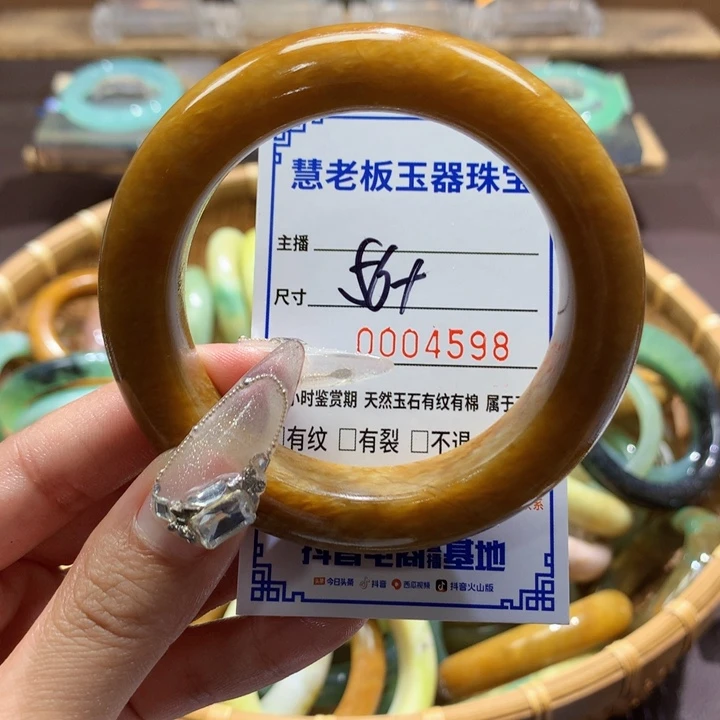 慧老板玉器珠宝
主播
尺寸 56+
0004598
小时鉴赏期 天然玉石有纹有棉 属于
□有纹 □有裂 □不退
抖音电商 基地
今日头条 抖音 西瓜视频 抖音火山版